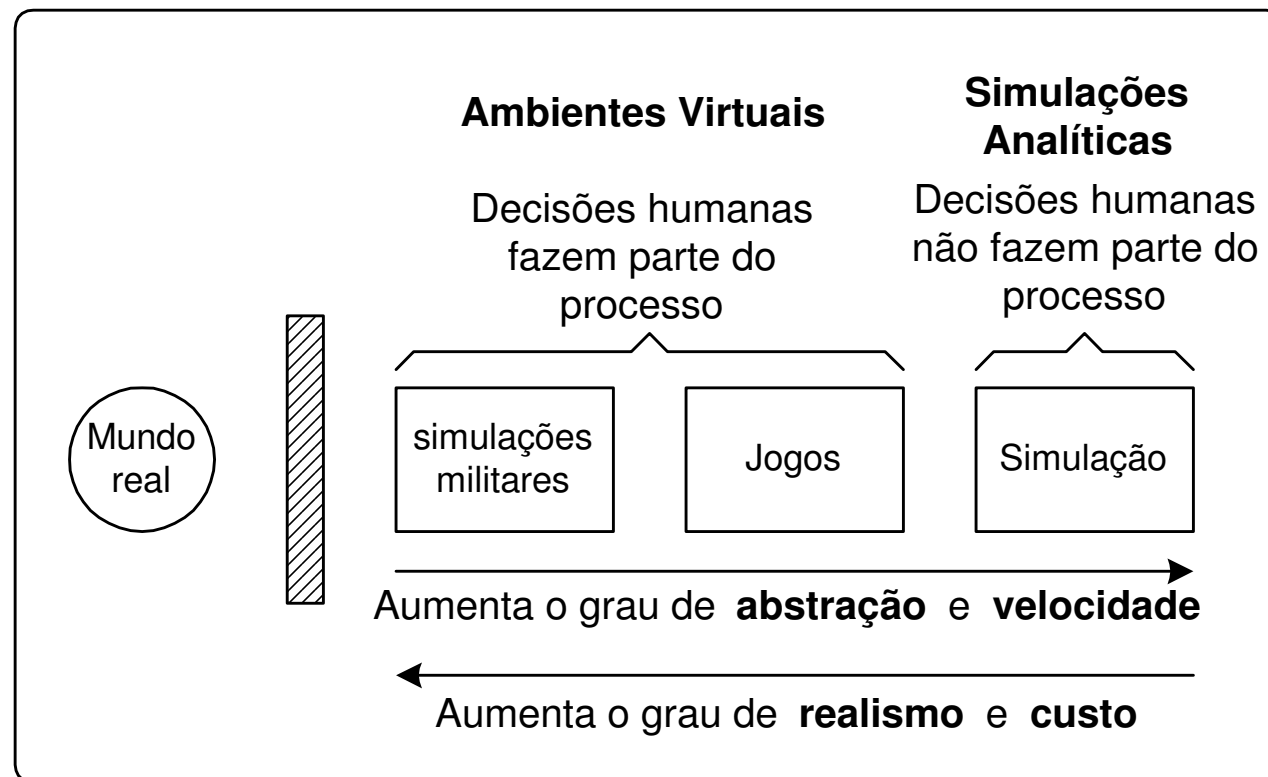 Ambientes Virtuais
Simulações
Analíticas
Decisões humanas
fazem parte do
processo
Decisões humanas
não fazem parte do
processo
Mundo
real
simulações
militares
Jogos
Simulação
Aumenta o grau de abstração e velocidade
Aumenta o grau de realismo e custo